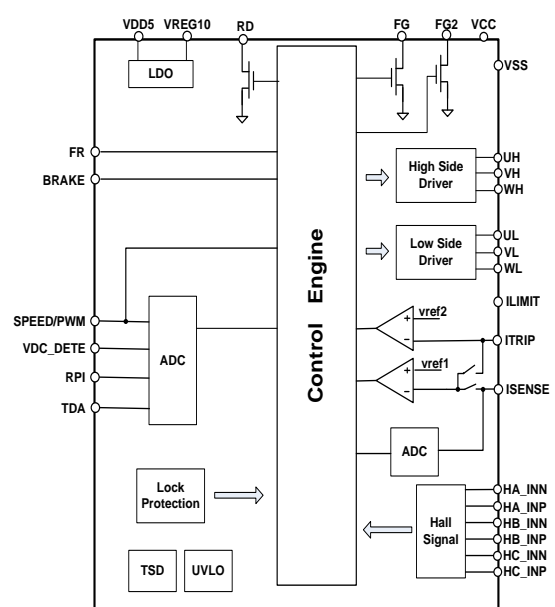 VDD5 VREG10 RD FG FG2 VCC
VSS
LDO
FR
BRAKE
High Side
Driver
UH
VH
WH
Low Side
Driver
UL
VL
WL
Control Engine
ILIMIT
SPEED/PWM
VDC_DETE
RPI
TDA
ADC
vref2
+
-
ITRIP
vref1
+
-
ISENSE
ADC
Lock
Protection
Hall
Signal
HA_INN
HA_INP
HB_INN
HB_INP
HC_INN
HC_INP
TSD
UVLO